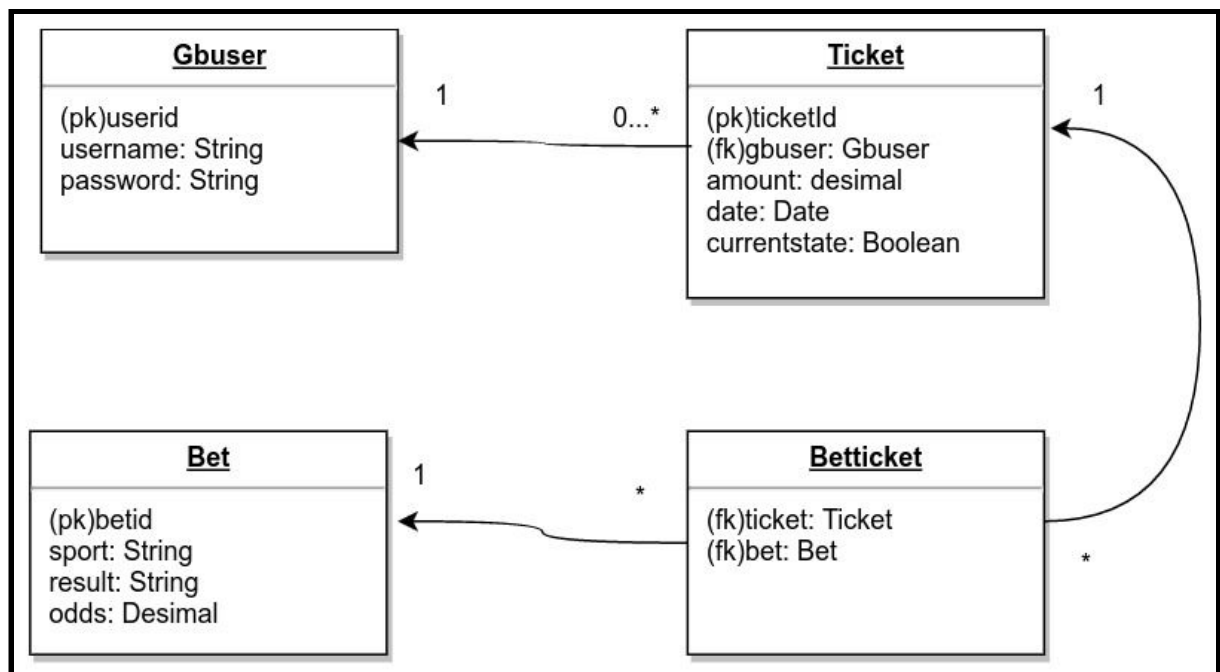 Gbuser
(pk)userid
username: String
password: String
1
0...*
Ticket
(pk)ticketId
(fk)gbuser: Gbuser
amount: desimal
date: Date
currentstate: Boolean
1
Bet
(pk)betid
sport: String
result: String
odds: Desimal
1
*
Betticket
(fk)ticket: Ticket
(fk)bet: Bet
*